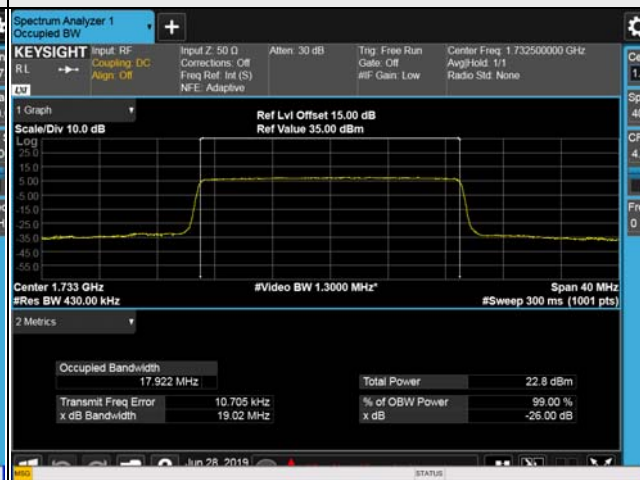 Spectrum Analyzer 1
Occupied BW
+
KEYSIGHT
RL
LXI
Input: RF
Coupling: DC
Align: Off
Input Z: 50 Ω
Corrections: Off
Freq Ref: Int (S)
NFE: Adaptive
Atten: 30 dB
Trig: Free Run
Gate: Off
#IF Gain: Low
Center Freq: 1.732500000 GHz
Avg|Hold: 1/1
Radio Std: None
1 Graph
Scale/Div 10.0 dB
Ref Lvl Offset 15.00 dB
Ref Value 35.00 dBm
Log
25.0
15.0
5.00
-5.00
-15.0
-25.0
-35.0
-45.0
-55.0
Center 1.733 GHz
#Video BW 1.3000 MHz*
Span 40 MHz
#Res BW 430.00 kHz
#Sweep 300 ms (1001 pts)
2 Metrics
Occupied Bandwidth
17.922 MHz
Total Power 22.8 dBm
Transmit Freq Error 10.705 kHz
% of OBW Power 99.00 %
x dB Bandwidth 19.02 MHz
x dB -26.00 dB
Jun 28, 2019
MSG
STATUS